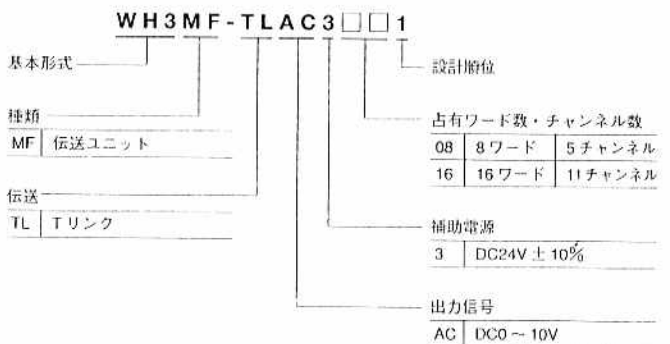 WH3MF-TLAC3□□1
基本形式
設計順位
種類
MF 伝送ユニット
占有ワード数・チャンネル数
08 8ワード 5チャンネル
16 16ワード 11チャンネル
伝送
TL Tリンク
補助電源
3 DC24V±10%
出力信号
AC DC0～10V